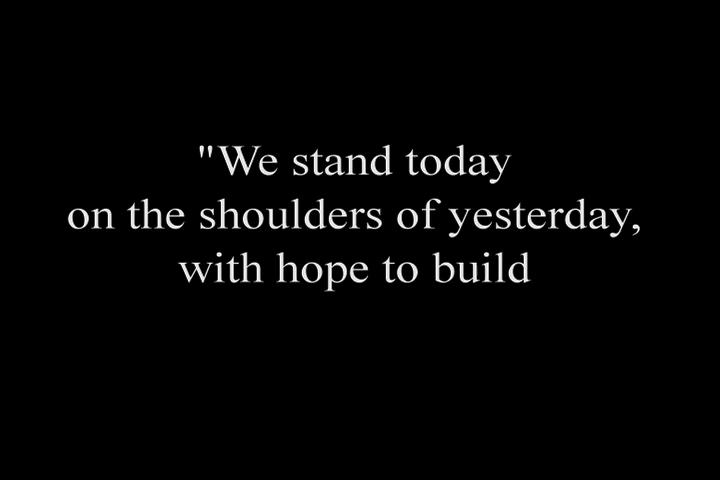 "We stand today
on the shoulders of yesterday,
with hope to build